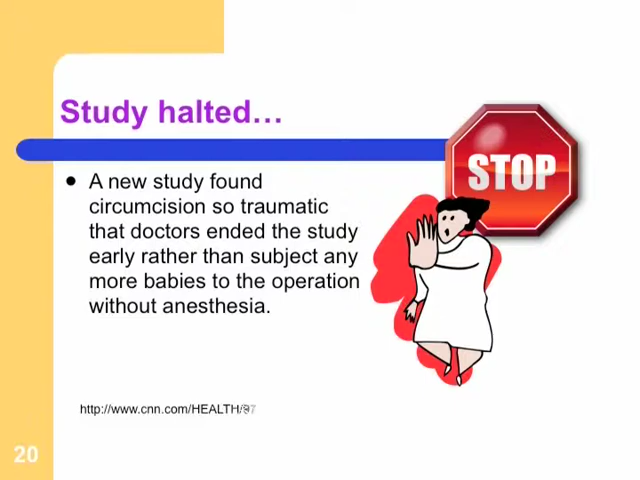 Study halted…
STOP
A new study found
circumcision so traumatic
that doctors ended the study
early rather than subject any
more babies to the operation
without anesthesia.
http://www.cnn.com/HEALTH/97
20